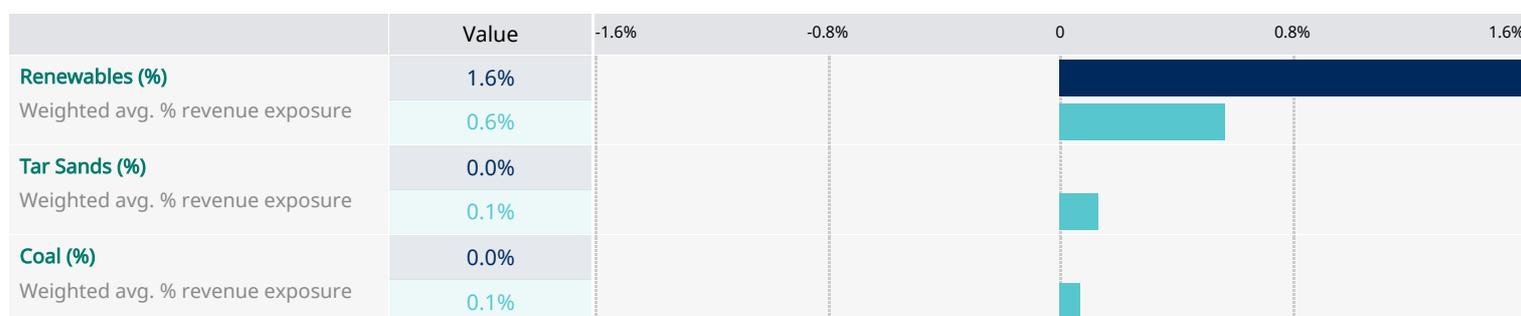 Value -1.6% -0.8% 0 0.8% 1.6%
Renewables (%) 1.6%
Weighted avg. % revenue exposure 0.6%
Tar Sands (%) 0.0%
Weighted avg. % revenue exposure 0.1%
Coal (%) 0.0%
Weighted avg. % revenue exposure 0.1%